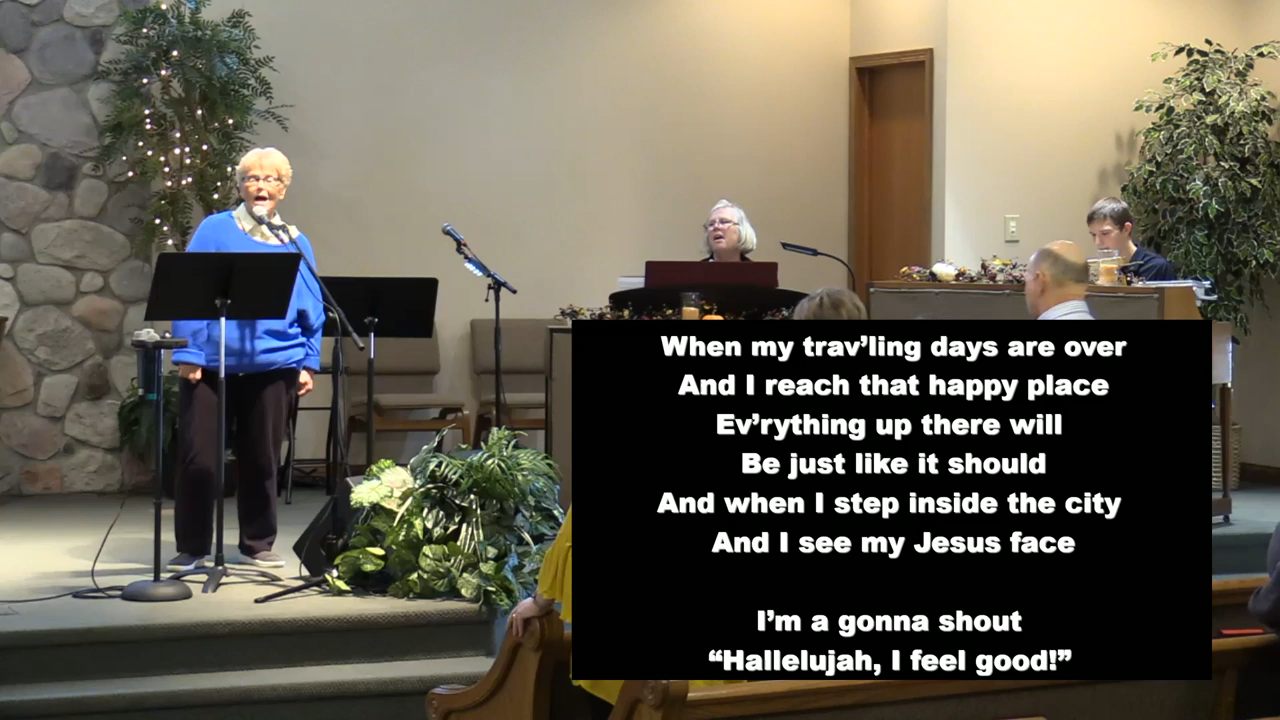 When my trav’ling days are over
And I reach that happy place
Ev’rything up there will
Be just like it should
And when I step inside the city
And I see my Jesus face
I’m a gonna shout
“Hallelujah, I feel good!”